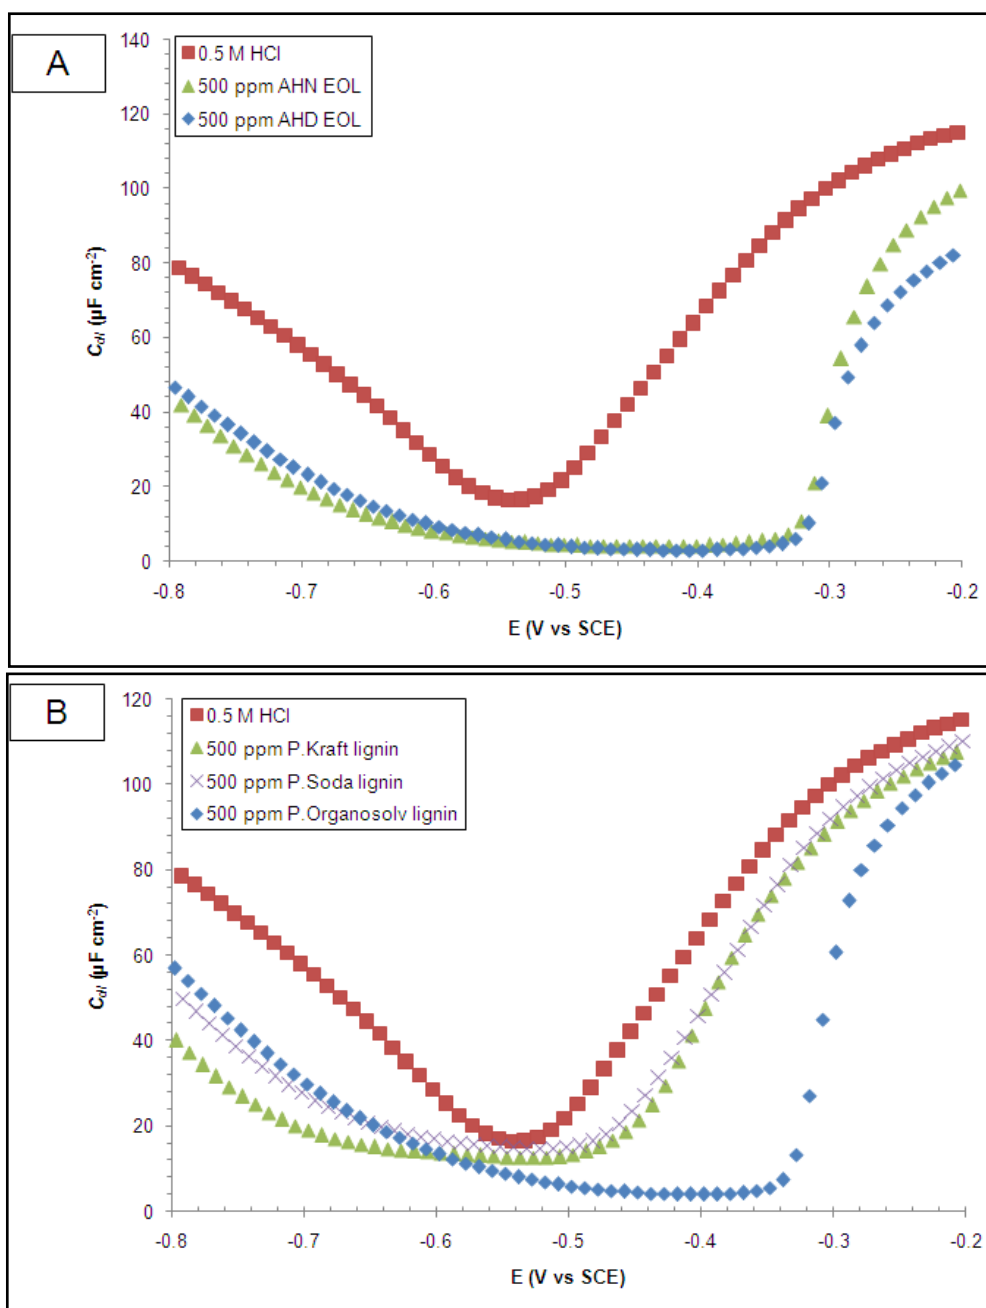 A
0.5 M HCl
500 ppm AHN EOL
500 ppm AHD EOL
140
120
100
80
60
40
20
0
C_dl (µF cm⁻²)
-0.8 -0.7 -0.6 -0.5 -0.4 -0.3 -0.2
E (V vs SCE)
B
0.5 M HCl
500 ppm P.Kraft lignin
500 ppm P.Soda lignin
500 ppm P.Organosolv lignin
120
100
80
60
40
20
0
C_dl (µF cm⁻²)
-0.8 -0.7 -0.6 -0.5 -0.4 -0.3 -0.2
E (V vs SCE)